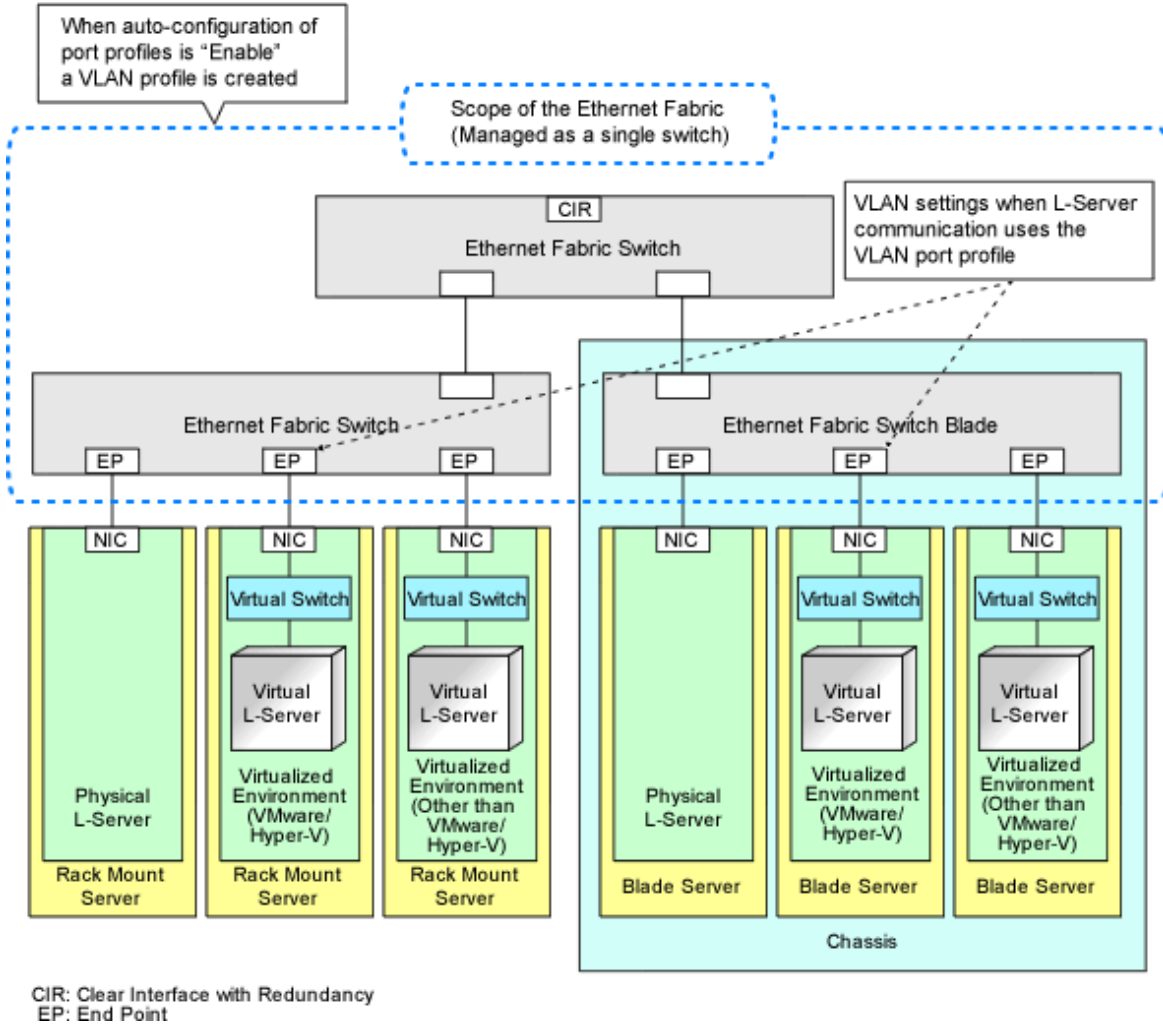 When auto-configuration of
port profiles is “Enable”
a VLAN profile is created
Scope of the Ethernet Fabric
(Managed as a single switch)
CIR
Ethernet Fabric Switch
VLAN settings when L-Server
communication uses the
VLAN port profile
Ethernet Fabric Switch
EP
EP
EP
Ethernet Fabric Switch Blade
EP
EP
EP
NIC
Physical
L-Server
Rack Mount
Server
NIC
Virtual Switch
Virtual
L-Server
Virtualized
Environment
(VMware/
Hyper-V)
Rack Mount
Server
NIC
Virtual Switch
Virtual
L-Server
Virtualized
Environment
(Other than
VMware/
Hyper-V)
Rack Mount
Server
NIC
Physical
L-Server
Blade Server
NIC
Virtual Switch
Virtual
L-Server
Virtualized
Environment
(VMware/
Hyper-V)
Blade Server
NIC
Virtual Switch
Virtual
L-Server
Virtualized
Environment
(Other than
VMware/
Hyper-V)
Blade Server
Chassis
CIR: Clear Interface with Redundancy
EP: End Point